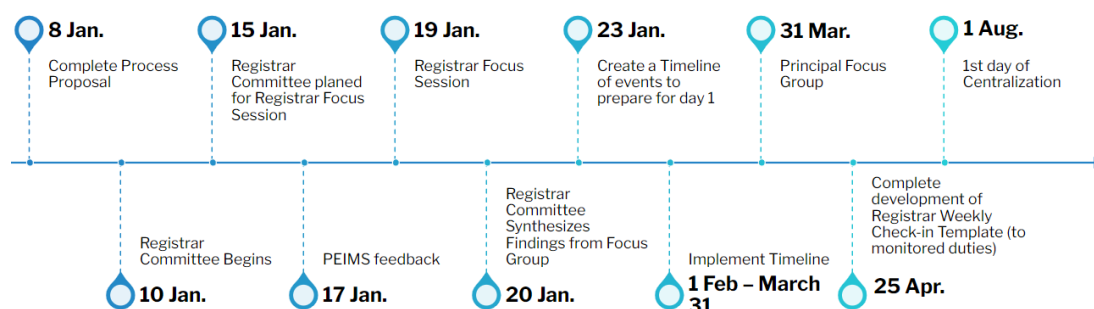 8 Jan.
Complete Process
Proposal
15 Jan.
Registrar
Committee planed
for Registrar Focus
Session
19 Jan.
Registrar Focus
Session
23 Jan.
Create a Timeline
of events to
prepare for day 1
31 Mar.
Principal Focus
Group
1 Aug.
1st day of
Centralization
Registrar
Committee Begins
10 Jan.
PEIMS feedback
17 Jan.
Registrar
Committee
Synthesizes
Findings from Focus
Group
20 Jan.
Implement Timeline
1 Feb – March
31
Complete
development of
Registrar Weekly
Check-in Template (to
monitored duties)
25 Apr.